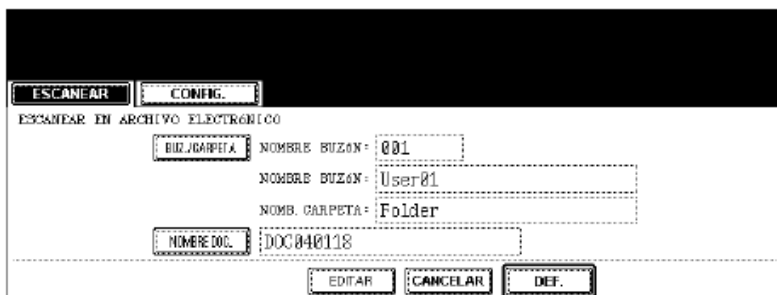 ESCANEAR CONFIG.
ESCANEAR EN ARCHIVO ELECTRóNICO
BUZ./CARPETA NOMBRE BUZóN: 001
NOMBRE BUZóN: User01
NOMB. CARPETA: Folder
NOMBRE DOC. DOC040118
EDITAR CANCELAR DEF.